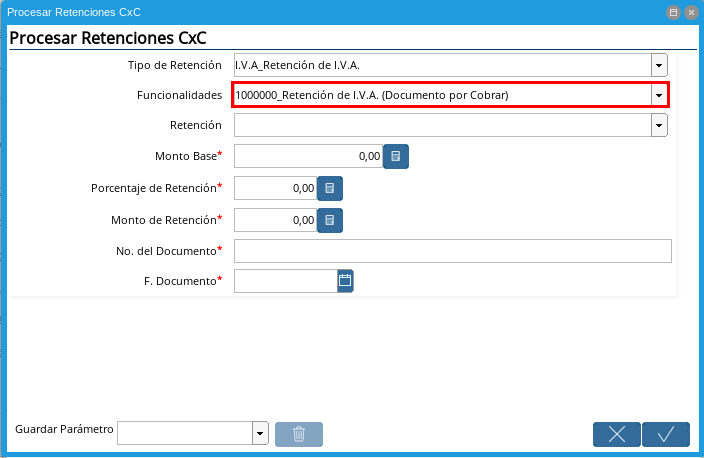 Procesar Retenciones CxC
Procesar Retenciones CxC
Tipo de Retención I.V.A_Retención de I.V.A.
Funcionalidades 1000000_Retención de I.V.A. (Documento por Cobrar)
Retención
Monto Base* 0,00
Porcentaje de Retención* 0,00
Monto de Retención* 0,00
No. del Documento*
F. Documento*
Guardar Parámetro